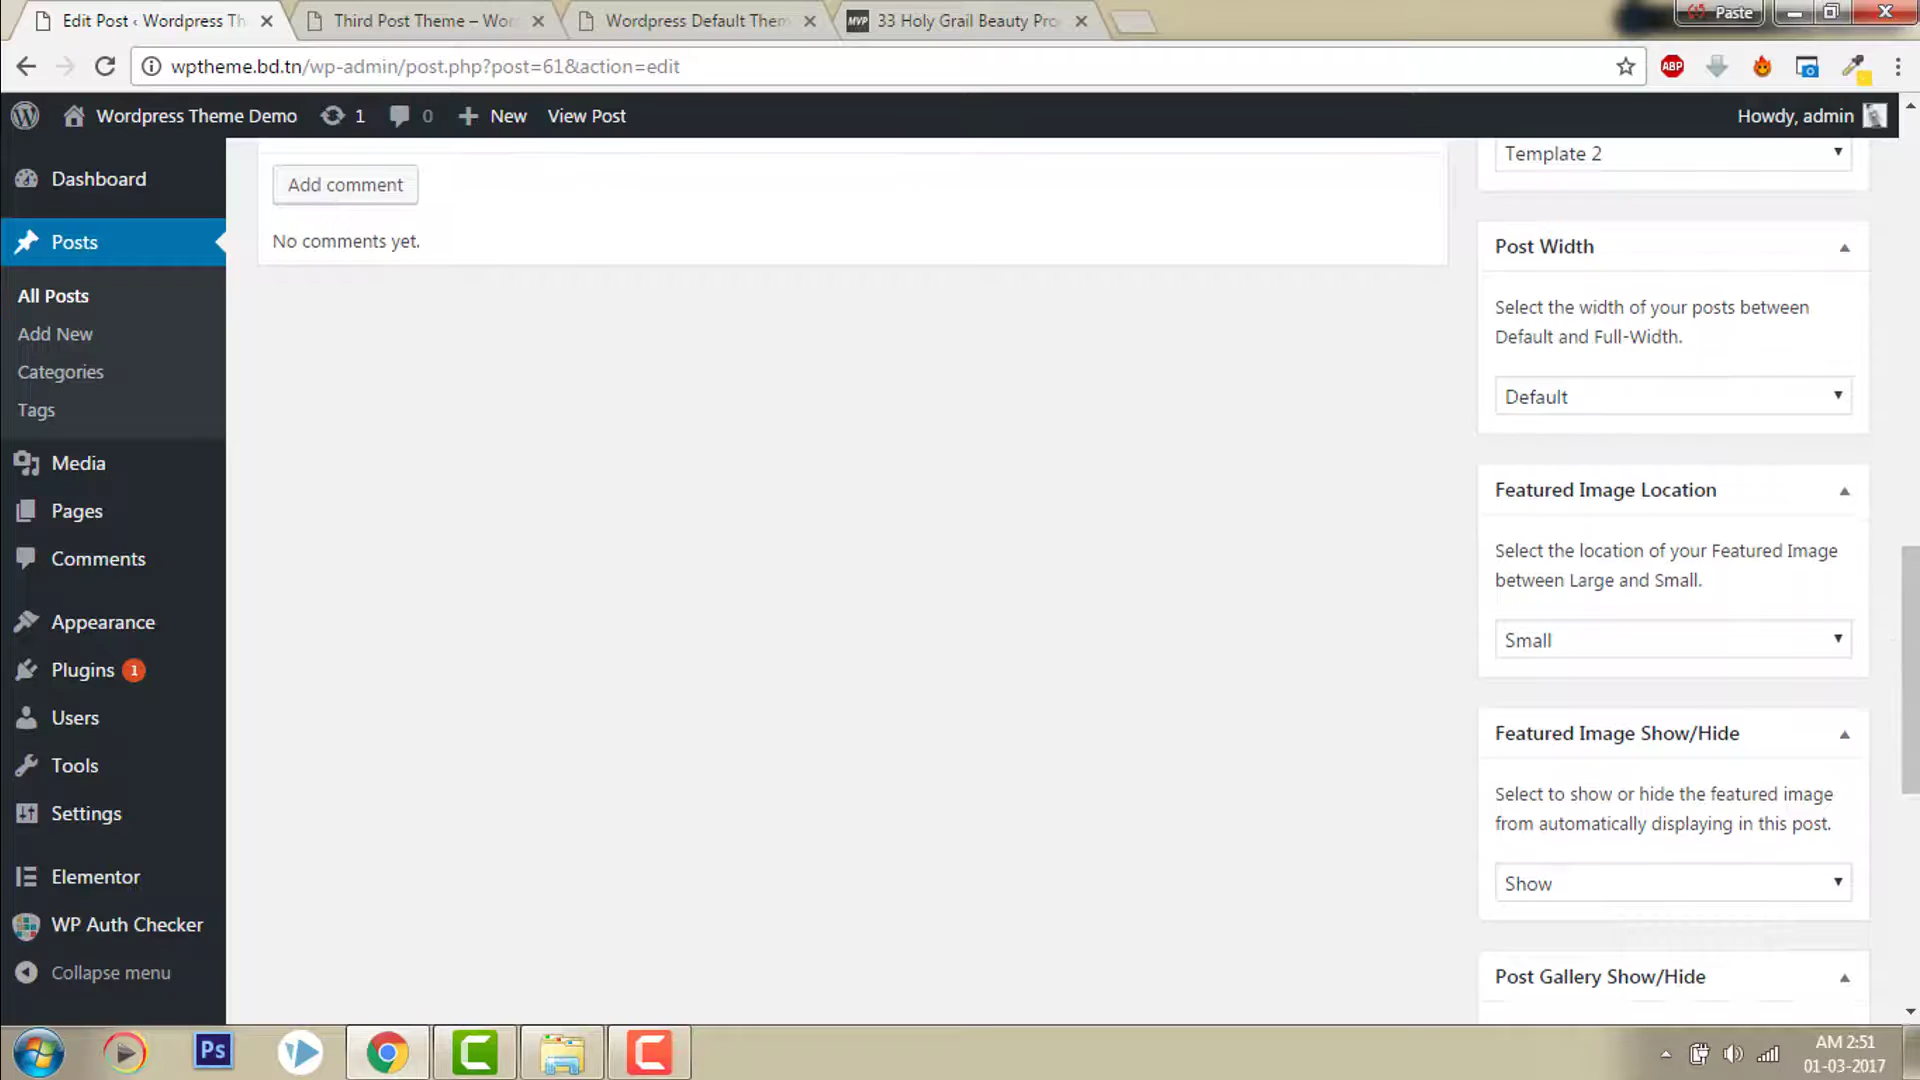 Edit Post ‹ Wordpress Th
Third Post Theme – Wor
Wordpress Default Them
MVP 33 Holy Grail Beauty Pro
Paste
wptheme.bd.tn/wp-admin/post.php?post=61&action=edit
ABP
Wordpress Theme Demo 1 0 New View Post
Howdy, admin
Dashboard
Posts
All Posts
Add New
Categories
Tags
Media
Pages
Comments
Appearance
Plugins 1
Users
Tools
Settings
Elementor
WP Auth Checker
Collapse menu
Add comment
No comments yet.
Template 2
Post Width
Select the width of your posts between
Default and Full-Width.
Default
Featured Image Location
Select the location of your Featured Image
between Large and Small.
Small
Featured Image Show/Hide
Select to show or hide the featured image
from automatically displaying in this post.
Show
Post Gallery Show/Hide
Ps
AM 2:51
01-03-2017